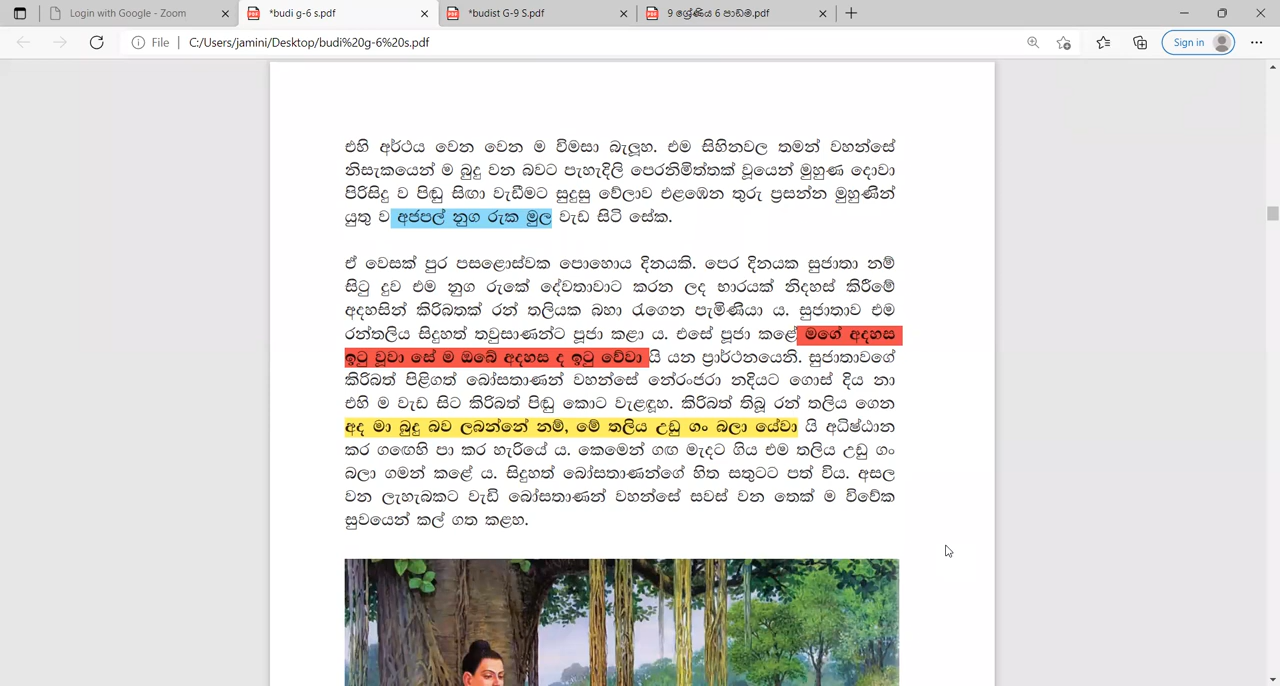 Login with Google - Zoom
*budi g-6 s.pdf
*budist G-9 S.pdf
9 ශ්‍රේණිය 6 පාඩම.pdf
File
C:/Users/jamini/Desktop/budi%20g-6%20s.pdf
Sign in
එහි අර්ථය වෙන වෙන ම විමසා බැලූහ. එම සිහිනවල තමන් වහන්සේ
නිසැකයෙන් ම බුදු වන බවට පැහැදිලි පෙරනිමිත්තක් වූයෙන් මුහුණ දොවා
පිරිසිදු ව පිඬු සිඟා වැඩීමට සුදුසු වේලාව එළඹෙන තුරු ප්‍රසන්න මුහුණින්
යුතු ව අජපල් නුග රුක මුල වැඩ සිටි සේක.
ඒ වෙසක් පුර පසළොස්වක පොහොය දිනයකි. පෙර දිනයක සුජාතා නම්
සිටු දුව එම නුග රුකේ දේවතාවාට කරන ලද භාරයක් නිදහස් කිරීමේ
අදහසින් කිරිබතක් රන් තලියක බහා රැගෙන පැමිණියා ය. සුජාතාව එම
රන්තලිය සිදුහත් තවුසාණන්ට පූජා කළා ය. එසේ පූජා කළේ මගේ අදහස
ඉටු වූවා සේ ම ඔබේ අදහස ද ඉටු වේවා යි යන ප්‍රාර්ථනයෙනි. සුජාතාවගේ
කිරිබත් පිළිගත් බෝසතාණන් වහන්සේ නේරංජරා නදියට ගොස් දිය නා
එහි ම වැඩ සිට කිරිබත් පිඬු කොට වැළඳූහ. කිරිබත් තිබූ රන් තලිය ගෙන
අද මා බුදු බව ලබන්නේ නම්, මේ තලිය උඩු ගං බලා යේවා යි අධිෂ්ඨාන
කර ගඟෙහි පා කර හැරියේ ය. කෙමෙන් ගඟ මැදට ගිය එම තලිය උඩු ගං
බලා ගමන් කළේ ය. සිදුහත් බෝසතාණන්ගේ හිත සතුටට පත් විය. අසල
වන ලැහැබකට වැඩි බෝසතාණන් වහන්සේ සවස් වන තෙක් ම විවේක
සුවයෙන් කල් ගත කළහ.